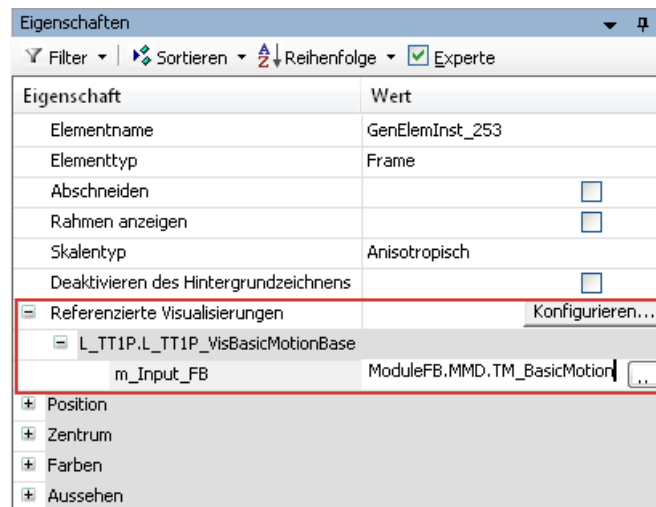 Eigenschaften
Filter Sortieren Reihenfolge Experte
Eigenschaft Wert
Elementname GenElemInst_253
Elementtyp Frame
Abschneiden
Rahmen anzeigen
Skalentyp Anisotropisch
Deaktivieren des Hintergrundzeichnens
Referenzierte Visualisierungen Konfigurieren...
L_TT1P.L_TT1P_VisBasicMotionBase
m_Input_FB ModuleFB.MMD.TM_BasicMotion ..
Position
Zentrum
Farben
Aussehen